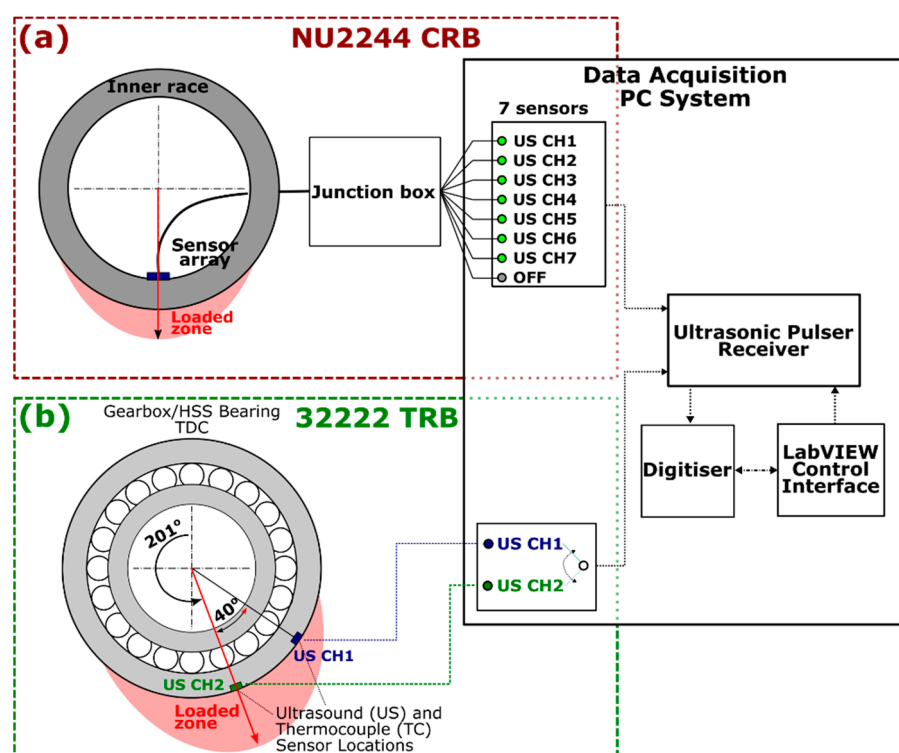 (a)
NU2244 CRB
Inner race
Sensor
array
Loaded
zone
Junction box
Data Acquisition
PC System
7 sensors
US CH1
US CH2
US CH3
US CH4
US CH5
US CH6
US CH7
OFF
Ultrasonic Pulser
Receiver
Digitiser
LabVIEW
Control
Interface
(b)
32222 TRB
Gearbox/HSS Bearing
TDC
201°
40°
US CH1
US CH2
Loaded
zone
Ultrasound (US) and
Thermocouple (TC)
Sensor Locations
US CH1
US CH2